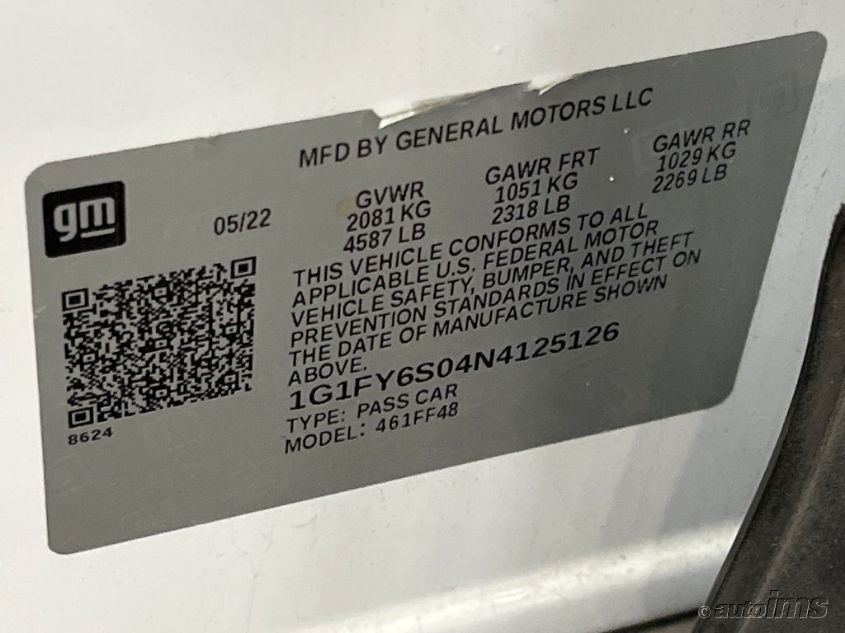 MFD BY GENERAL MOTORS LLC
gm
05/22
GVWR
2081 KG
4587 LB
GAWR FRT
1051 KG
2318 LB
GAWR RR
1029 KG
2269 LB
THIS VEHICLE CONFORMS TO ALL
APPLICABLE U.S. FEDERAL MOTOR
VEHICLE SAFETY, BUMPER, AND THEFT
PREVENTION STANDARDS IN EFFECT ON
THE DATE OF MANUFACTURE SHOWN
ABOVE.
1G1FY6S04N4125126
TYPE: PASS CAR
MODEL: 461FF48
8624
© autoims